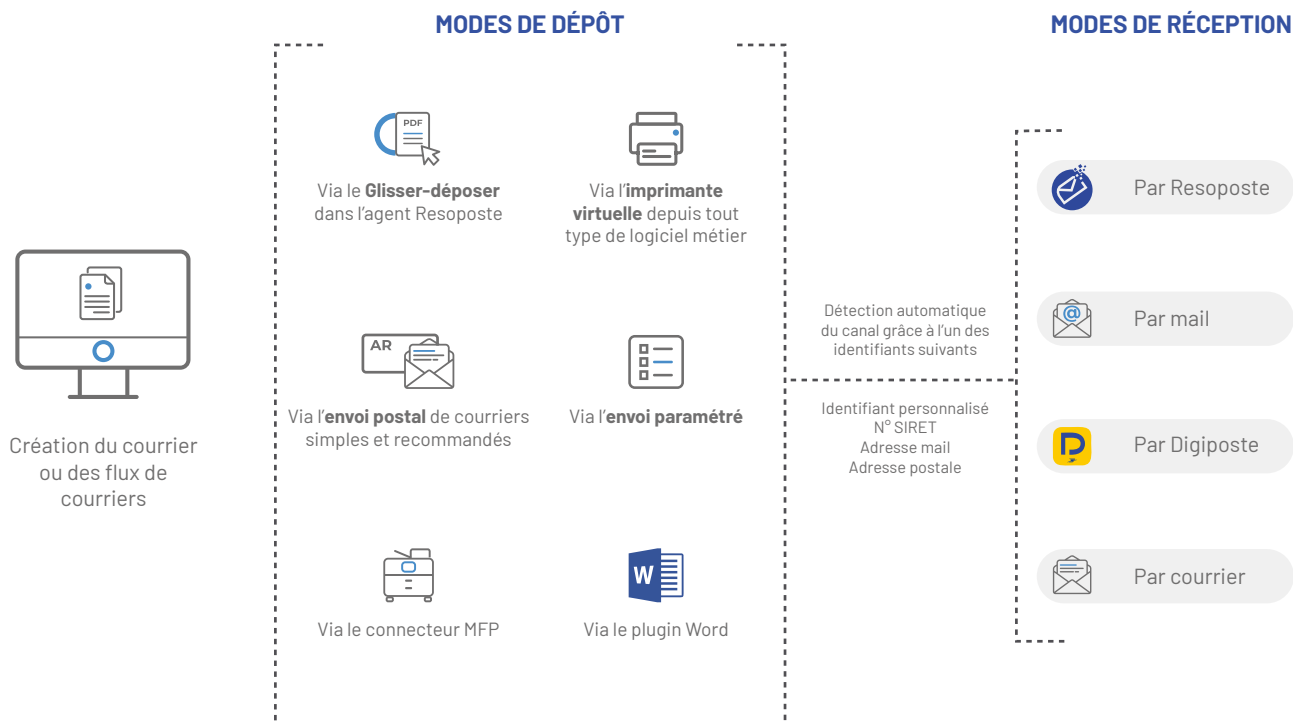 MODES DE DÉPÔT
MODES DE RÉCEPTION
PDF
Via le Glisser-déposer
dans l'agent Resoposte
Via l'imprimante
virtuelle depuis tout
type de logiciel métier
AR
Via l'envoi postal de courriers
simples et recommandés
Via l'envoi paramétré
Création du courrier
ou des flux de
courriers
Via le connecteur MFP
W
Via le plugin Word
Détection automatique
du canal grâce à l'un des
identifiants suivants
Identifiant personnalisé
N° SIRET
Adresse mail
Adresse postale
Par Resoposte
@
Par mail
Par Digiposte
Par courrier